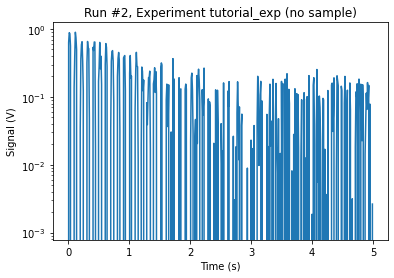 Run #2, Experiment tutorial_exp (no sample)
10⁰
10⁻¹
10⁻²
10⁻³
Signal (V)
0 1 2 3 4 5
Time (s)